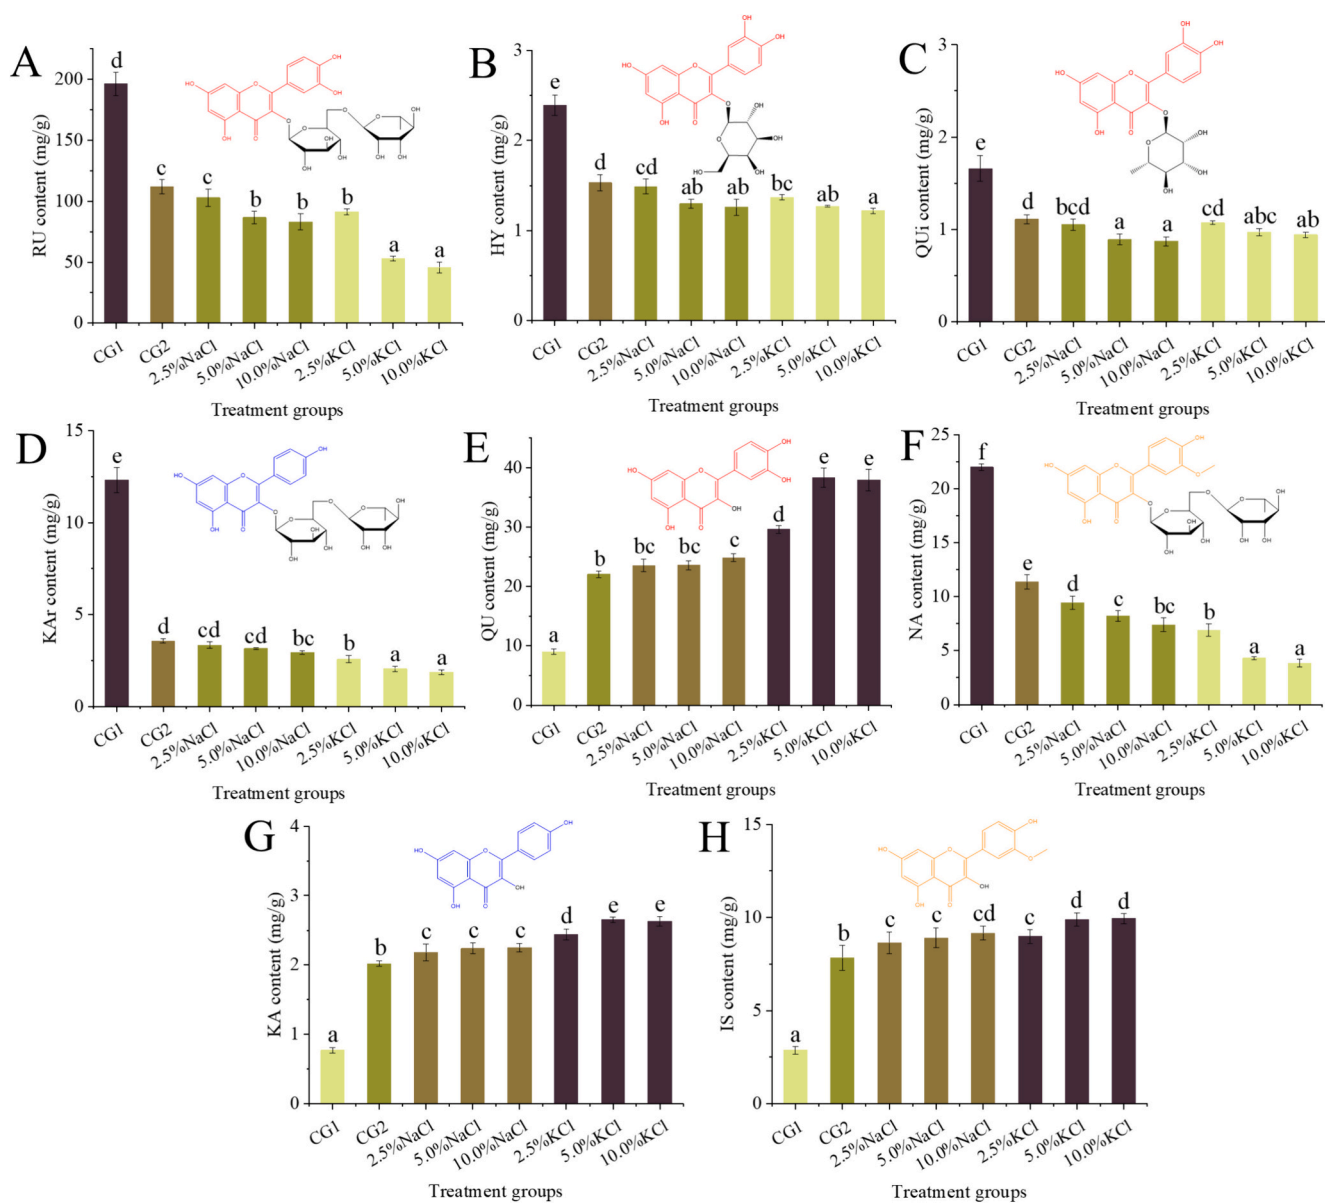 A
RU content (mg/g)
200
150
100
50
0
d
c
c
b
b
b
a
a
CG1
CG2
2.5%NaCl
5.0%NaCl
10.0%NaCl
2.5%KCl
5.0%KCl
10.0%KCl
Treatment groups
B
HY content (mg/g)
3
2
1
0
e
d
cd
ab
ab
bc
ab
a
CG1
CG2
2.5%NaCl
5.0%NaCl
10.0%NaCl
2.5%KCl
5.0%KCl
10.0%KCl
Treatment groups
C
QUi content (mg/g)
3
2
1
0
e
d
bcd
a
a
cd
abc
ab
CG1
CG2
2.5%NaCl
5.0%NaCl
10.0%NaCl
2.5%KCl
5.0%KCl
10.0%KCl
Treatment groups
D
KAr content (mg/g)
15
10
5
0
e
d
cd
cd
bc
b
a
a
CG1
CG2
2.5%NaCl
5.0%NaCl
10.0%NaCl
2.5%KCl
5.0%KCl
10.0%KCl
Treatment groups
E
QU content (mg/g)
40
30
20
10
0
a
b
bc
bc
c
d
e
e
CG1
CG2
2.5%NaCl
5.0%NaCl
10.0%NaCl
2.5%KCl
5.0%KCl
10.0%KCl
Treatment groups
F
NA content (mg/g)
25
20
15
10
5
0
f
e
d
c
bc
b
a
a
CG1
CG2
2.5%NaCl
5.0%NaCl
10.0%NaCl
2.5%KCl
5.0%KCl
10.0%KCl
Treatment groups
G
KA content (mg/g)
4
3
2
1
0
a
b
c
c
c
d
e
e
CG1
CG2
2.5%NaCl
5.0%NaCl
10.0%NaCl
2.5%KCl
5.0%KCl
10.0%KCl
Treatment groups
H
IS content (mg/g)
15
10
5
0
a
b
c
c
cd
c
d
d
CG1
CG2
2.5%NaCl
5.0%NaCl
10.0%NaCl
2.5%KCl
5.0%KCl
10.0%KCl
Treatment groups